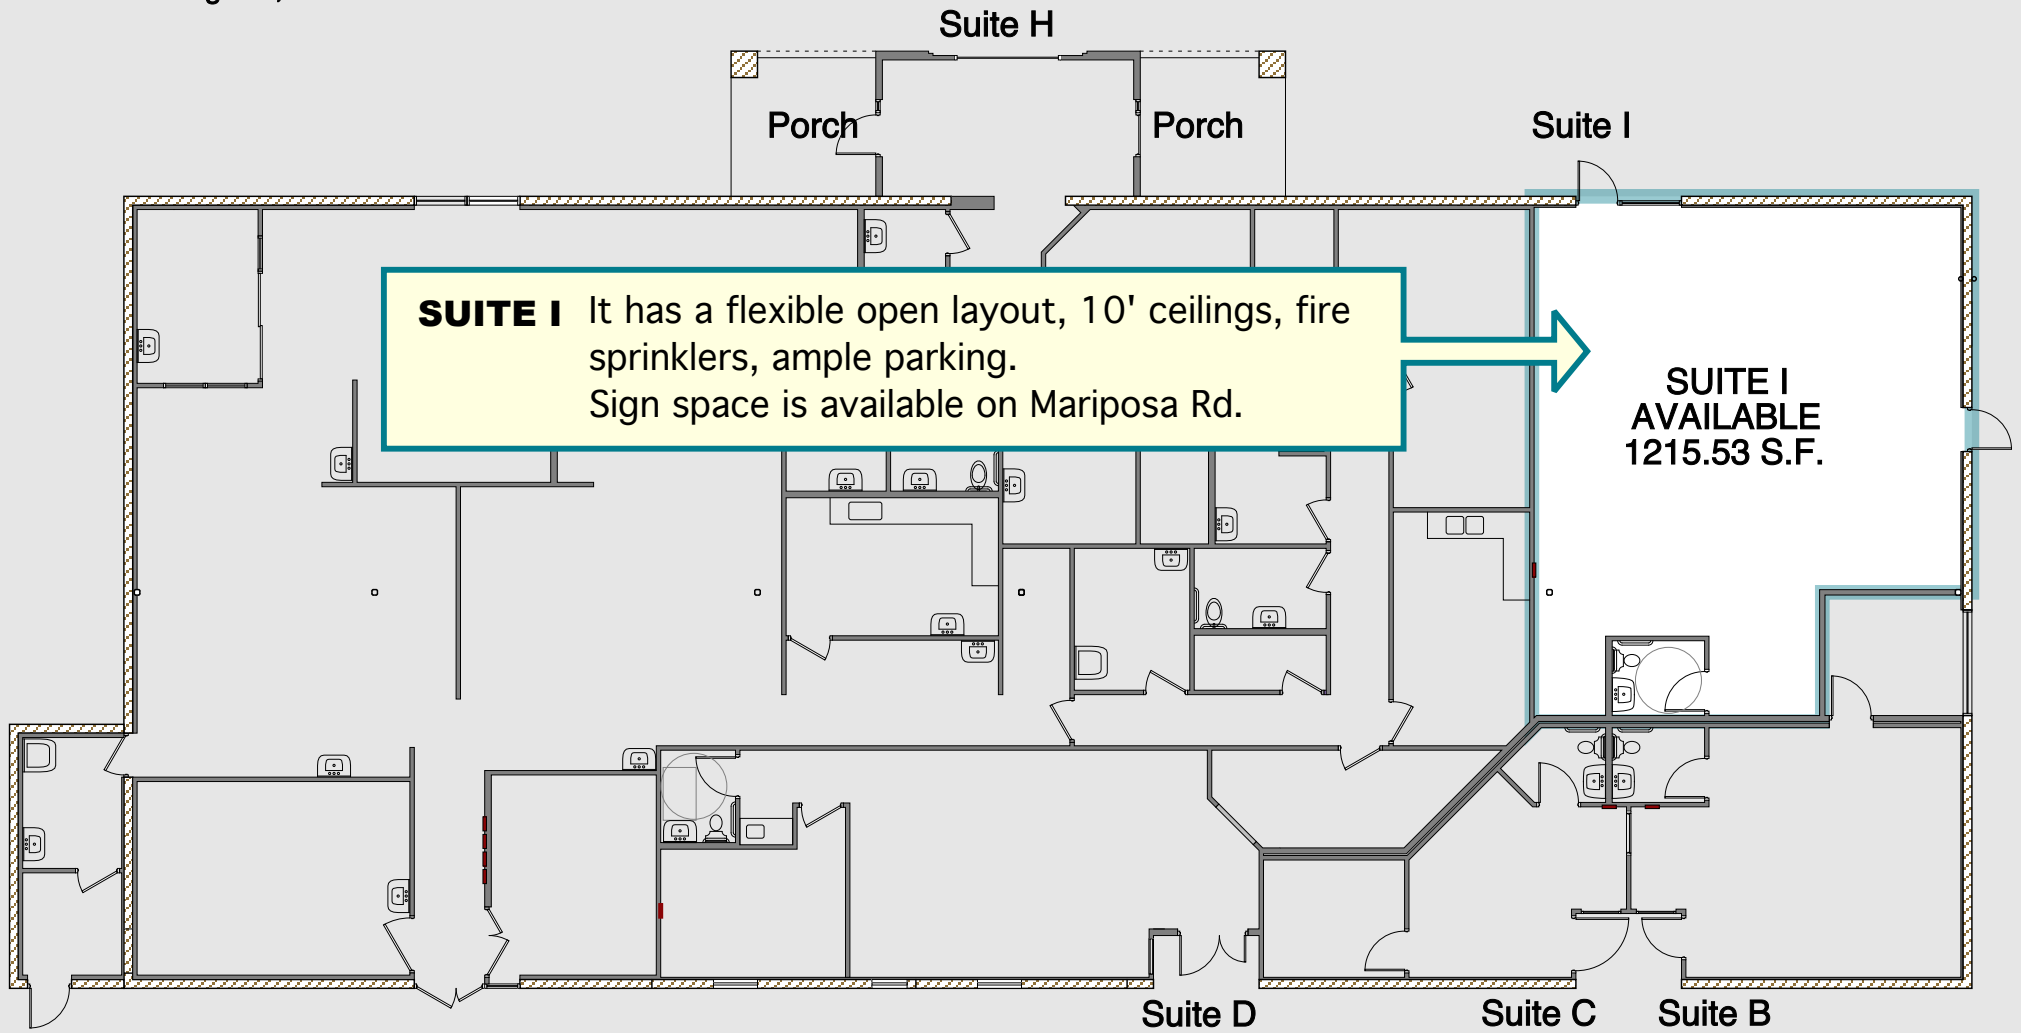 Suite H
Porch
Porch
Suite I
SUITE I It has a flexible open layout, 10' ceilings, fire
sprinklers, ample parking.
Sign space is available on Mariposa Rd.
SUITE I
AVAILABLE
1215.53 S.F.
Suite D
Suite C
Suite B